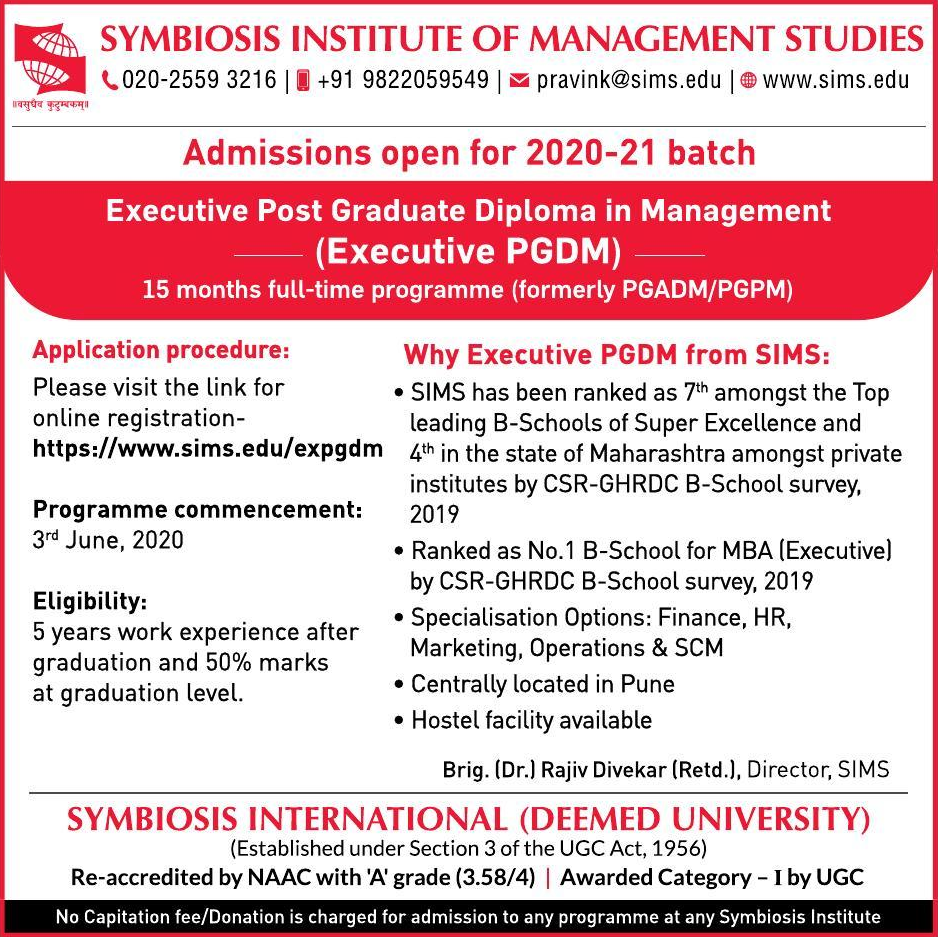 SYMBIOSIS INSTITUTE OF MANAGEMENT STUDIES
॥वसुधैव कुटुम्बकम्॥
020-2559 3216 | +91 9822059549 | pravink@sims.edu | www.sims.edu
Admissions open for 2020-21 batch
Executive Post Graduate Diploma in Management
(Executive PGDM)
15 months full-time programme (formerly PGADM/PGPM)
Application procedure:
Please visit the link for
online registration-
https://www.sims.edu/expgdm
Programme commencement:
3rd June, 2020
Eligibility:
5 years work experience after
graduation and 50% marks
at graduation level.
Why Executive PGDM from SIMS:
• SIMS has been ranked as 7th amongst the Top
leading B-Schools of Super Excellence and
4th in the state of Maharashtra amongst private
institutes by CSR-GHRDC B-School survey,
2019
• Ranked as No.1 B-School for MBA (Executive)
by CSR-GHRDC B-School survey, 2019
• Specialisation Options: Finance, HR,
Marketing, Operations & SCM
• Centrally located in Pune
• Hostel facility available
Brig. (Dr.) Rajiv Divekar (Retd.), Director, SIMS
SYMBIOSIS INTERNATIONAL (DEEMED UNIVERSITY)
(Established under Section 3 of the UGC Act, 1956)
Re-accredited by NAAC with 'A' grade (3.58/4) | Awarded Category – I by UGC
No Capitation fee/Donation is charged for admission to any programme at any Symbiosis Institute